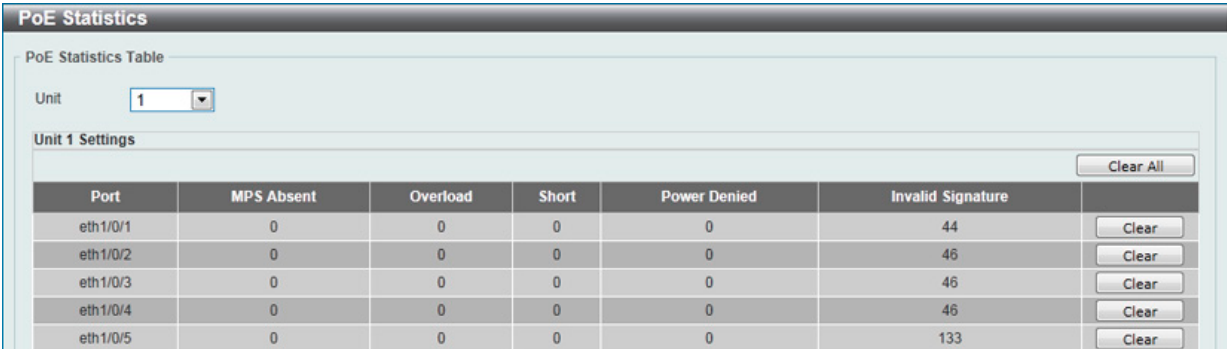 PoE Statistics
PoE Statistics Table
Unit 1
Unit 1 Settings
Clear All
Port MPS Absent Overload Short Power Denied Invalid Signature
eth1/0/1 0 0 0 0 44 Clear
eth1/0/2 0 0 0 0 46 Clear
eth1/0/3 0 0 0 0 46 Clear
eth1/0/4 0 0 0 0 46 Clear
eth1/0/5 0 0 0 0 133 Clear